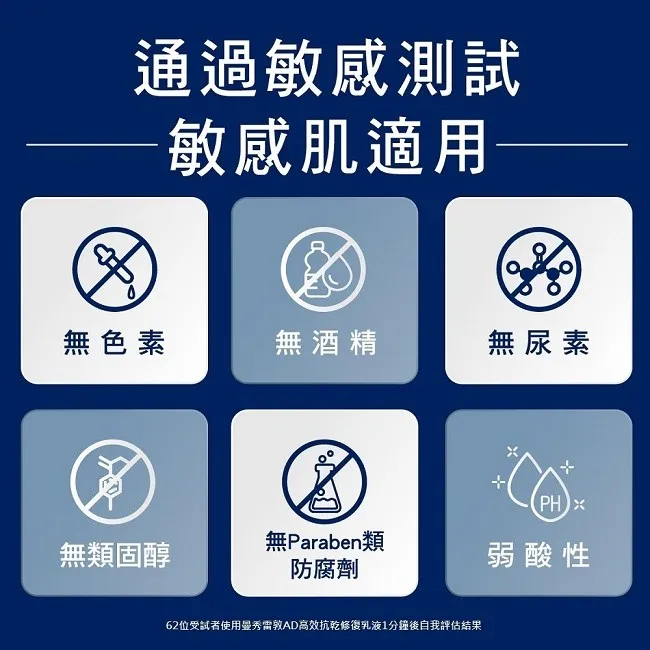 通過敏感測試
敏感肌適用
無色素
無酒精
無尿素
無類固醇
無Paraben類
防腐劑
PH
弱酸性
62位受試者使用曼秀雷敦AD高效抗乾修復乳液1分鐘後自我評估結果